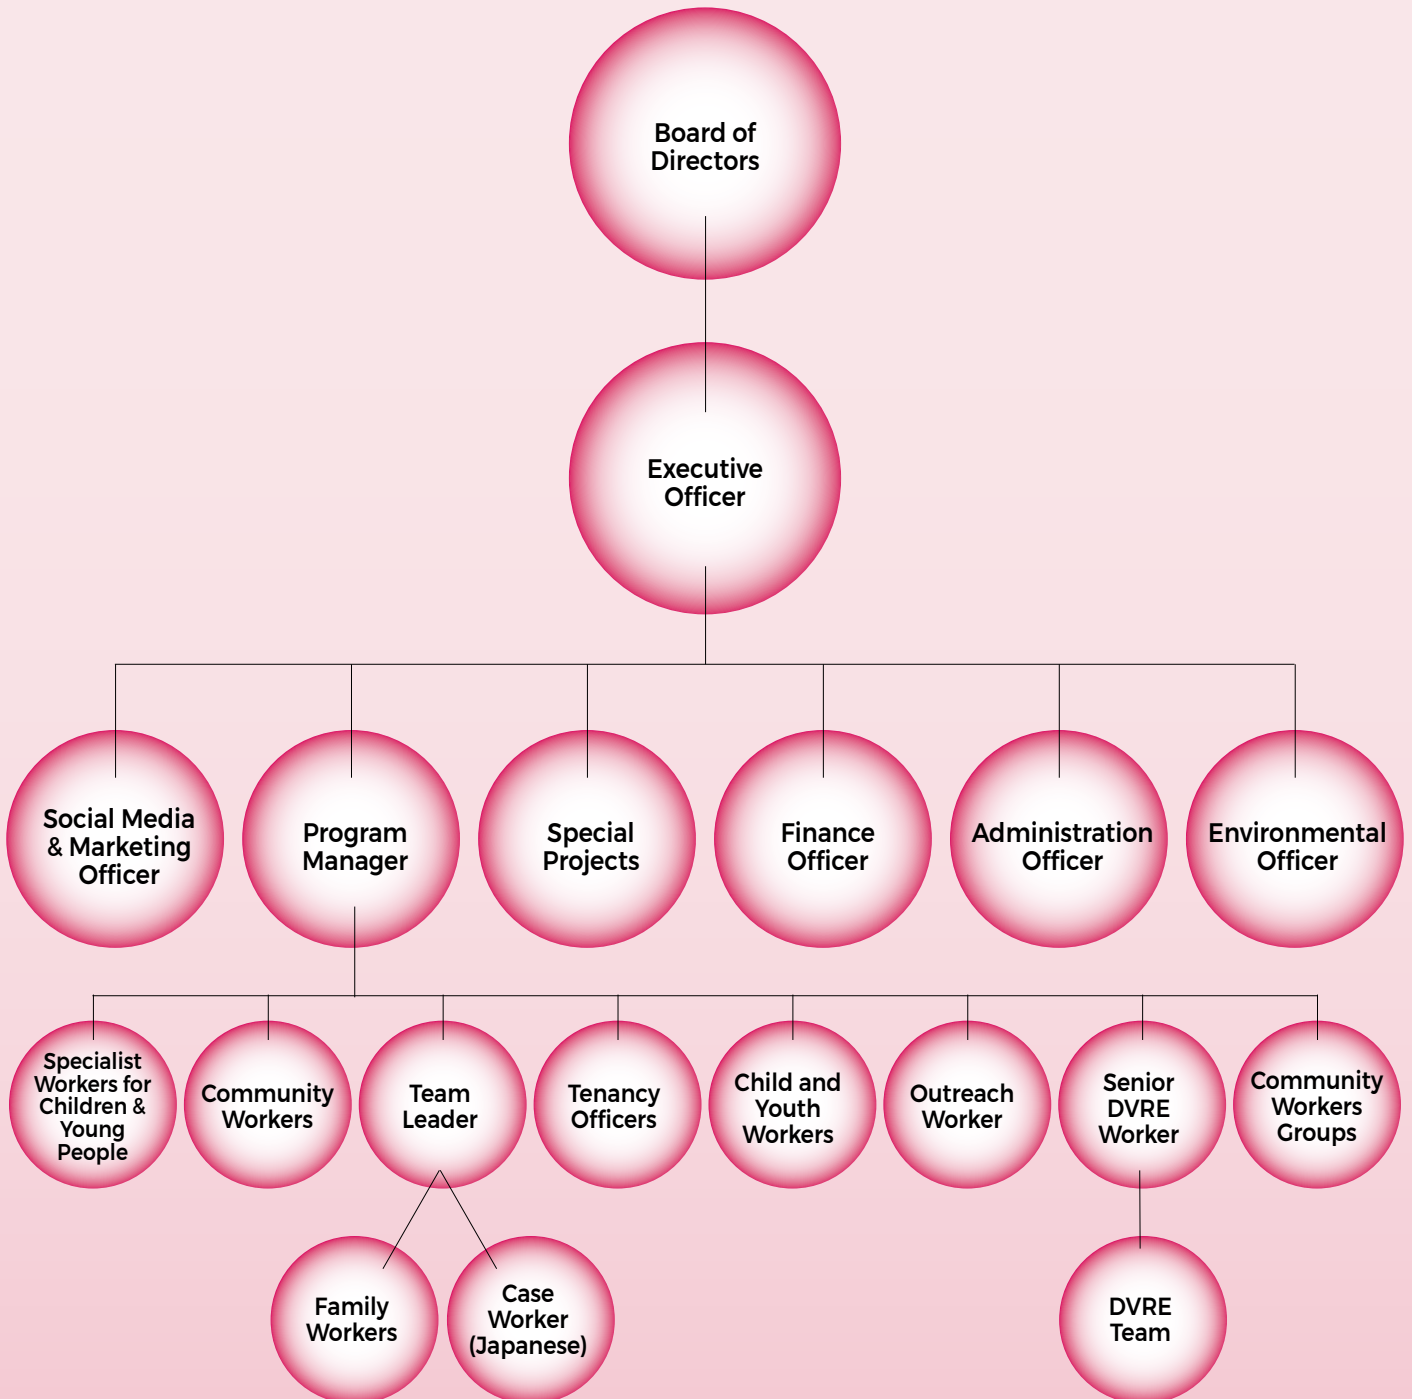 Board of
Directors
Executive
Officer
Social Media
& Marketing
Officer
Program
Manager
Special
Projects
Finance
Officer
Administration
Officer
Environmental
Officer
Specialist
Workers for
Children &
Young
People
Community
Workers
Team
Leader
Tenancy
Officers
Child and
Youth
Workers
Outreach
Worker
Senior
DVRE
Worker
Community
Workers
Groups
Family
Workers
Case
Worker
(Japanese)
DVRE
Team